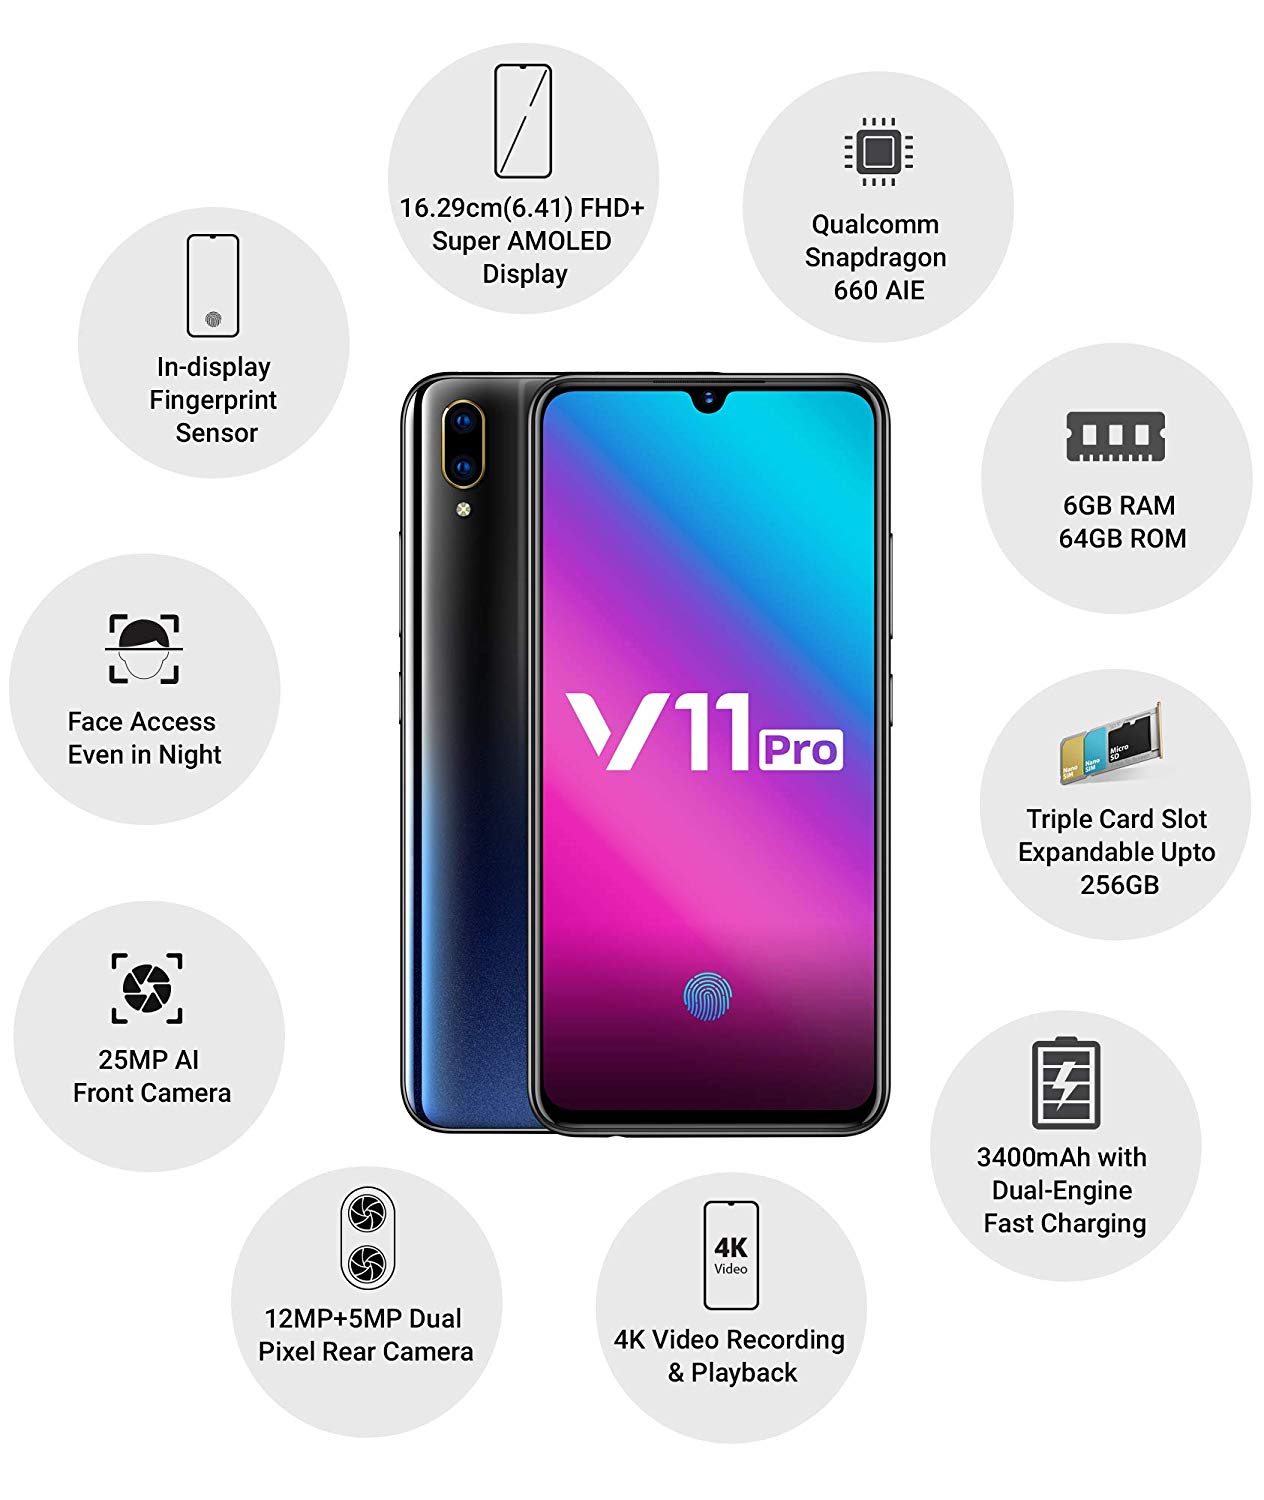 16.29cm(6.41) FHD+
Super AMOLED
Display
Qualcomm
Snapdragon
660 AIE
In-display
Fingerprint
Sensor
6GB RAM
64GB ROM
Face Access
Even in Night
V11 Pro
Nano
SIM
Nano
SIM
Micro
SD
Triple Card Slot
Expandable Upto
256GB
25MP AI
Front Camera
3400mAh with
Dual-Engine
Fast Charging
12MP+5MP Dual
Pixel Rear Camera
4K
Video
4K Video Recording
& Playback